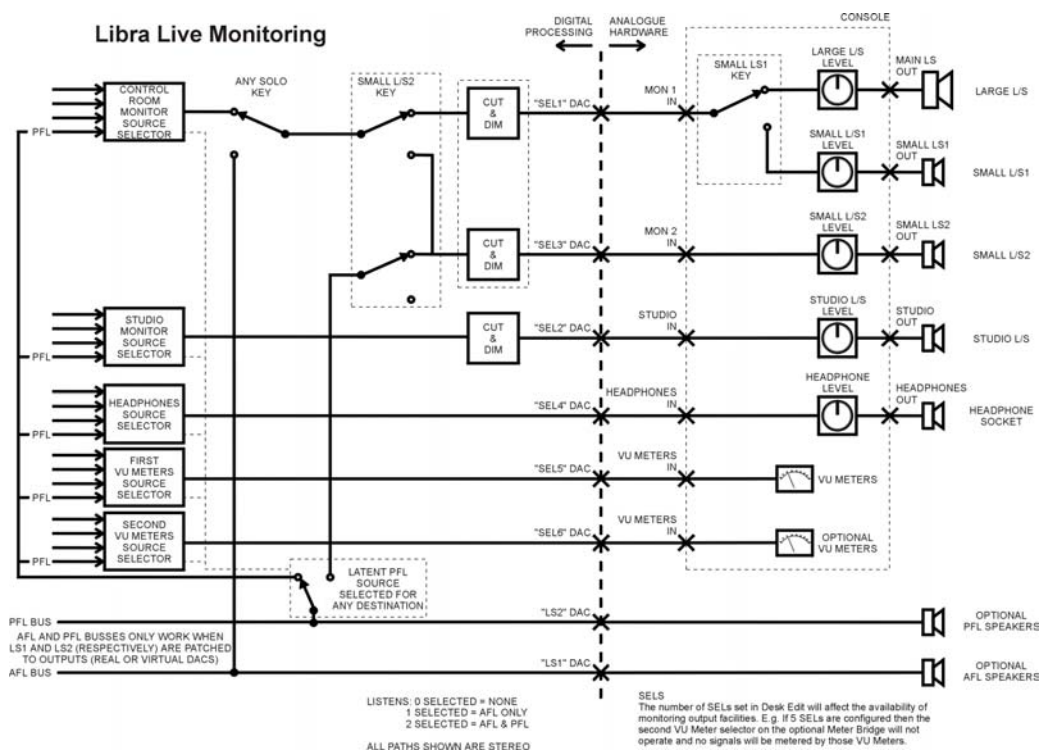 Libra Live Monitoring
DIGITAL
PROCESSING
ANALOGUE
HARDWARE
CONSOLE
CONTROL
ROOM
MONITOR
SOURCE
SELECTOR
PFL
ANY SOLO
KEY
SMALL L/S2
KEY
CUT
&
DIM
"SEL1" DAC
MON 1
IN
SMALL LS1
KEY
LARGE L/S
LEVEL
MAIN LS
OUT
LARGE L/S
SMALL L/S1
LEVEL
SMALL LS1
OUT
SMALL L/S1
CUT
&
DIM
"SEL3" DAC
MON 2
IN
SMALL L/S2
LEVEL
SMALL LS2
OUT
SMALL L/S2
STUDIO
MONITOR
SOURCE
SELECTOR
PFL
CUT
&
DIM
"SEL2" DAC
STUDIO
IN
STUDIO L/S
LEVEL
STUDIO
OUT
STUDIO L/S
HEADPHONES
SOURCE
SELECTOR
PFL
"SEL4" DAC
HEADPHONES
IN
HEADPHONE
LEVEL
HEADPHONES
OUT
HEADPHONE
SOCKET
FIRST
VU METERS
SOURCE
SELECTOR
PFL
"SEL5" DAC
VU METERS
IN
VU METERS
SECOND
VU METERS
SOURCE
SELECTOR
PFL
"SEL6" DAC
VU METERS
IN
OPTIONAL
VU METERS
LATENT PFL
SOURCE
SELECTED FOR
ANY DESTINATION
PFL BUS
"LS2" DAC
OPTIONAL
PFL SPEAKERS
AFL AND PFL BUSSES ONLY WORK WHEN
LS1 AND LS2 (RESPECTIVELY) ARE PATCHED
TO OUTPUTS (REAL OR VIRTUAL DACS)
AFL BUS
"LS1" DAC
OPTIONAL
AFL SPEAKERS
LISTENS: 0 SELECTED = NONE
1 SELECTED = AFL ONLY
2 SELECTED = AFL & PFL
ALL PATHS SHOWN ARE STEREO
SELS
The number of SELs set in Desk Edit will affect the availability of
monitoring output facilities. E.g. If 5 SELs are configured then the
second VU Meter selector on the optional Meter Bridge will not
operate and no signals will be metered by those VU Meters.